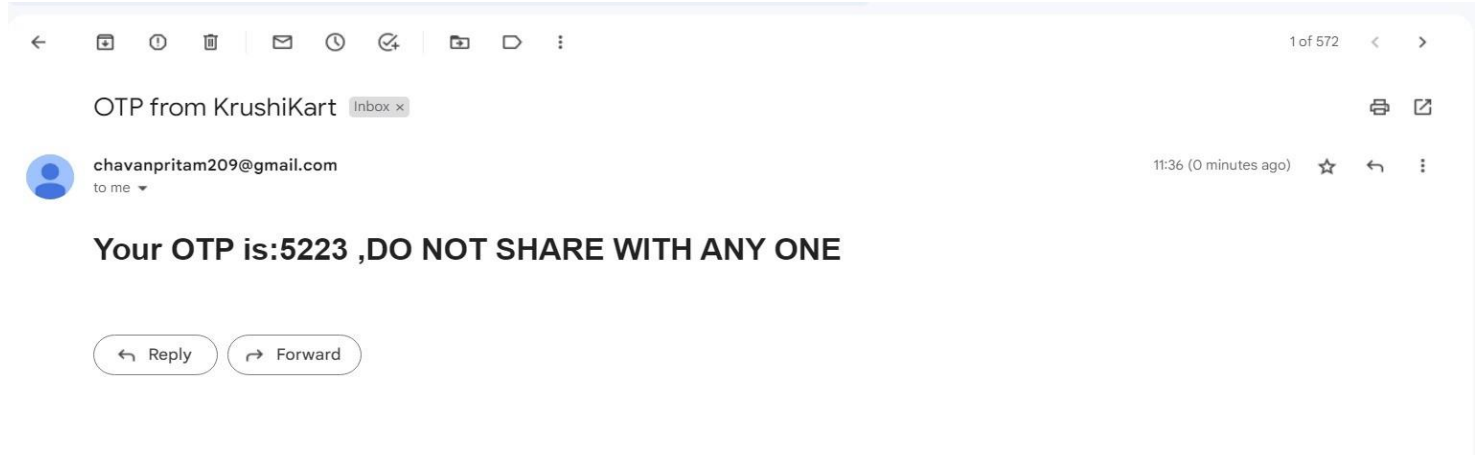 1 of 572
OTP from KrushiKart Inbox ×
chavanpritam209@gmail.com 11:36 (0 minutes ago)
to me
Your OTP is:5223 ,DO NOT SHARE WITH ANY ONE
Reply Forward